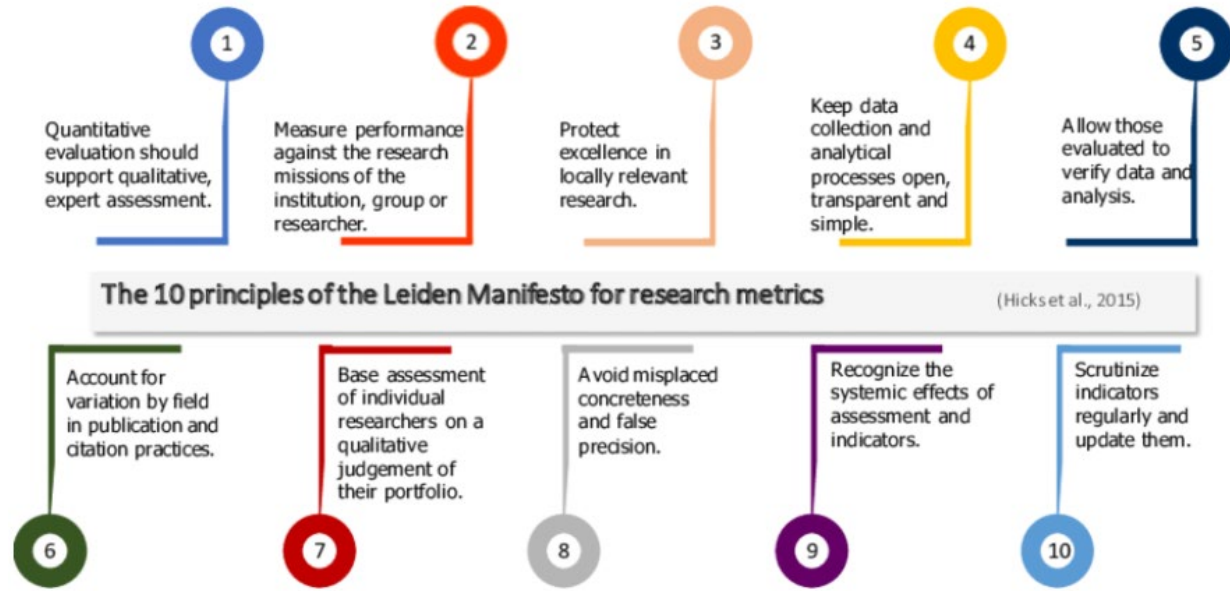 1
Quantitative
evaluation should
support qualitative,
expert assessment.
2
Measure performance
against the research
missions of the
institution, group or
researcher.
3
Protect
excellence in
locally relevant
research.
4
Keep data
collection and
analytical
processes open,
transparent and
simple.
5
Allow those
evaluated to
verify data and
analysis.
The 10 principles of the Leiden Manifesto for research metrics (Hicks et al., 2015)
Account for
variation by field
in publication and
citation practices.
6
Base assessment
of individual
researchers on a
qualitative
judgement of
their portfolio.
7
Avoid misplaced
concreteness
and false
precision.
8
Recognize the
systemic effects of
assessment and
indicators.
9
Scrutinize
indicators
regularly and
update them.
10